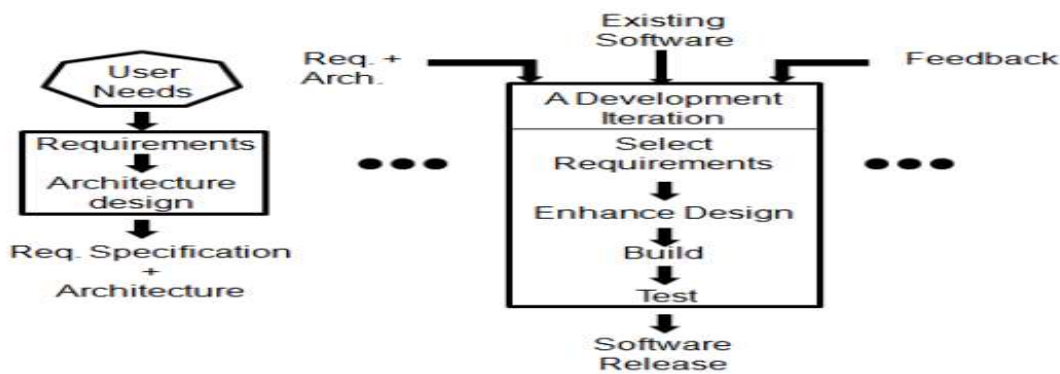 User
Needs
Requirements
Architecture
design
Req. Specification
+
Architecture
Req. +
Arch.
Existing
Software
Feedback
A Development
Iteration
Select
Requirements
Enhance Design
Build
Test
Software
Release